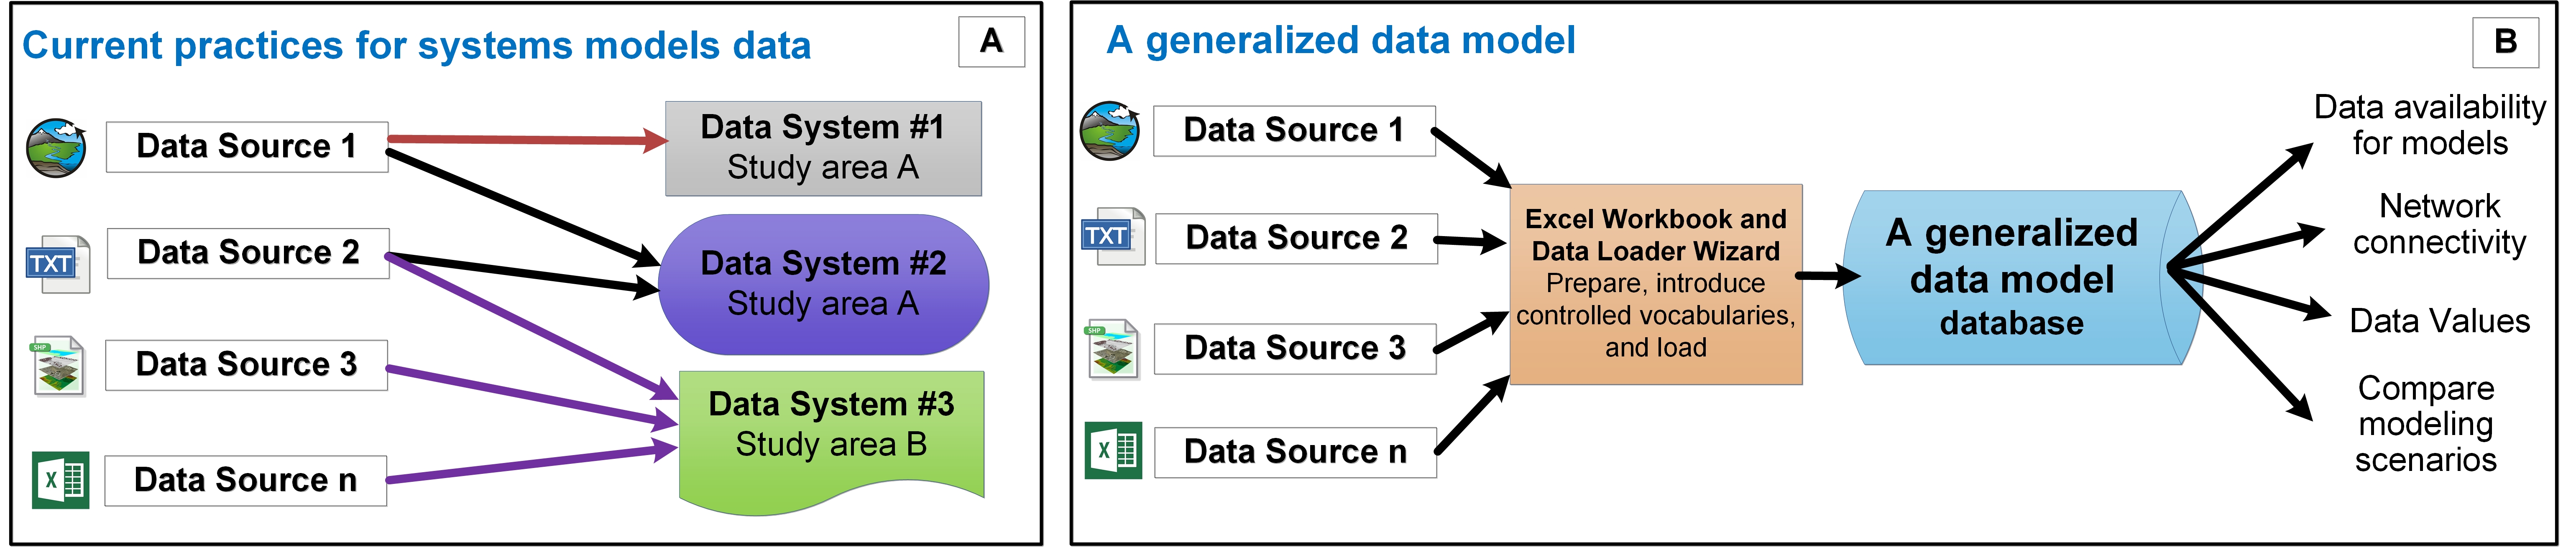 Current practices for systems models data
A
Data Source 1
TXT
Data Source 2
SHP
Data Source 3
X
Data Source n
Data System #1
Study area A
Data System #2
Study area A
Data System #3
Study area B
A generalized data model
B
Data Source 1
TXT
Data Source 2
SHP
Data Source 3
X
Data Source n
Excel Workbook and
Data Loader Wizard
Prepare, introduce
controlled vocabularies,
and load
A generalized
data model
database
Data availability
for models
Network
connectivity
Data Values
Compare
modeling
scenarios